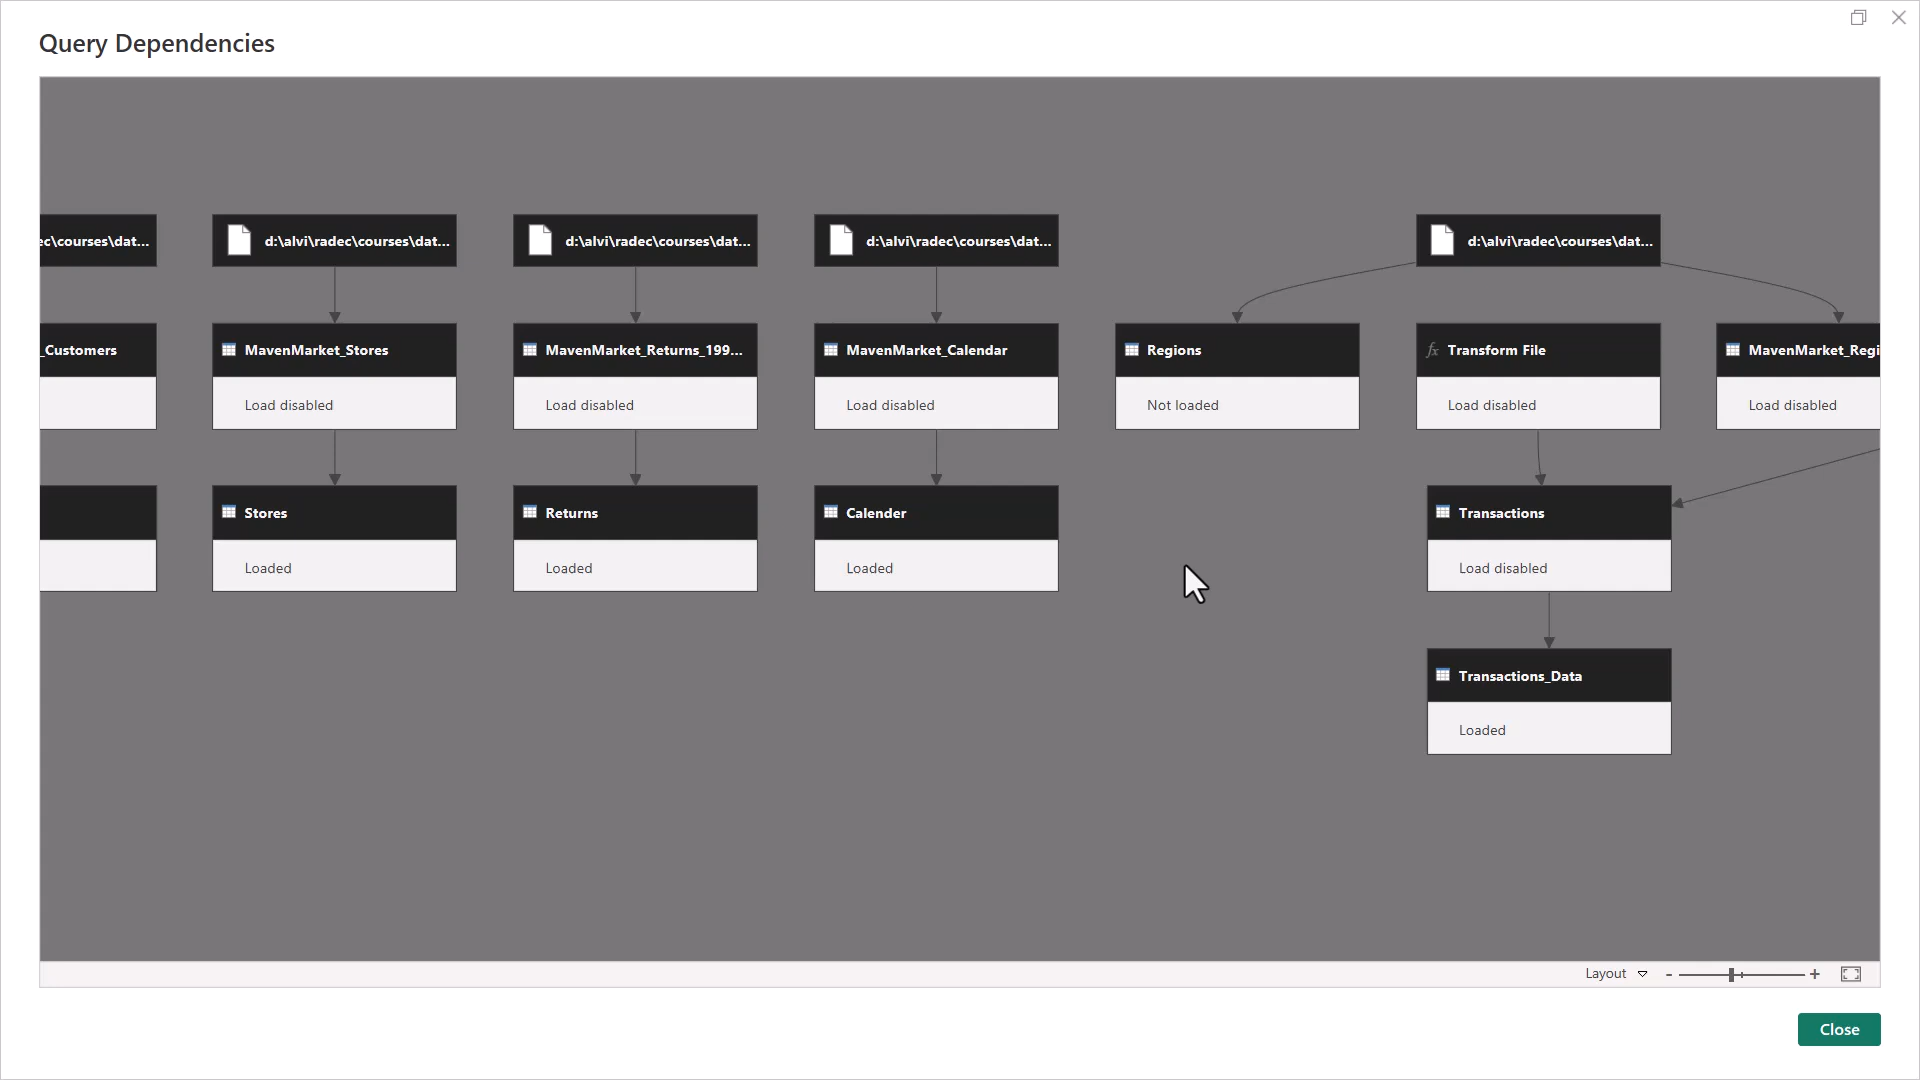 Query Dependencies
ec\courses\dat...
d:\alvi\radec\courses\dat...
d:\alvi\radec\courses\dat...
d:\alvi\radec\courses\dat...
d:\alvi\radec\courses\dat...
_Customers
MavenMarket_Stores
MavenMarket_Returns_199...
MavenMarket_Calendar
Regions
Transform File
MavenMarket_Regi
Load disabled
Load disabled
Load disabled
Not loaded
Load disabled
Load disabled
Stores
Returns
Calender
Transactions
Loaded
Loaded
Loaded
Load disabled
Transactions_Data
Loaded
Layout
- +
Close